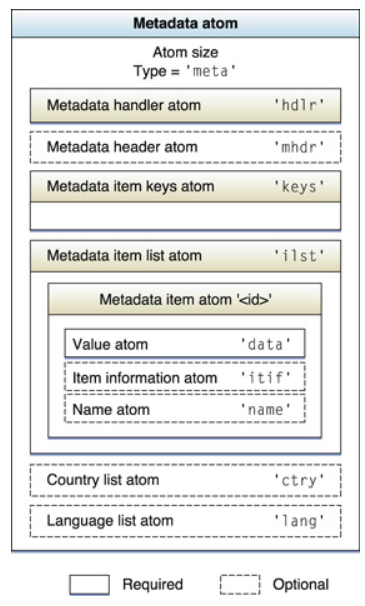 Metadata atom
Atom size
Type = 'meta'
Metadata handler atom 'hdlr'
Metadata header atom 'mhdr'
Metadata item keys atom 'keys'
Metadata item list atom 'ilst'
Metadata item atom '<id>'
Value atom 'data'
Item information atom 'itif'
Name atom 'name'
Country list atom 'ctry'
Language list atom 'lang'
Required Optional